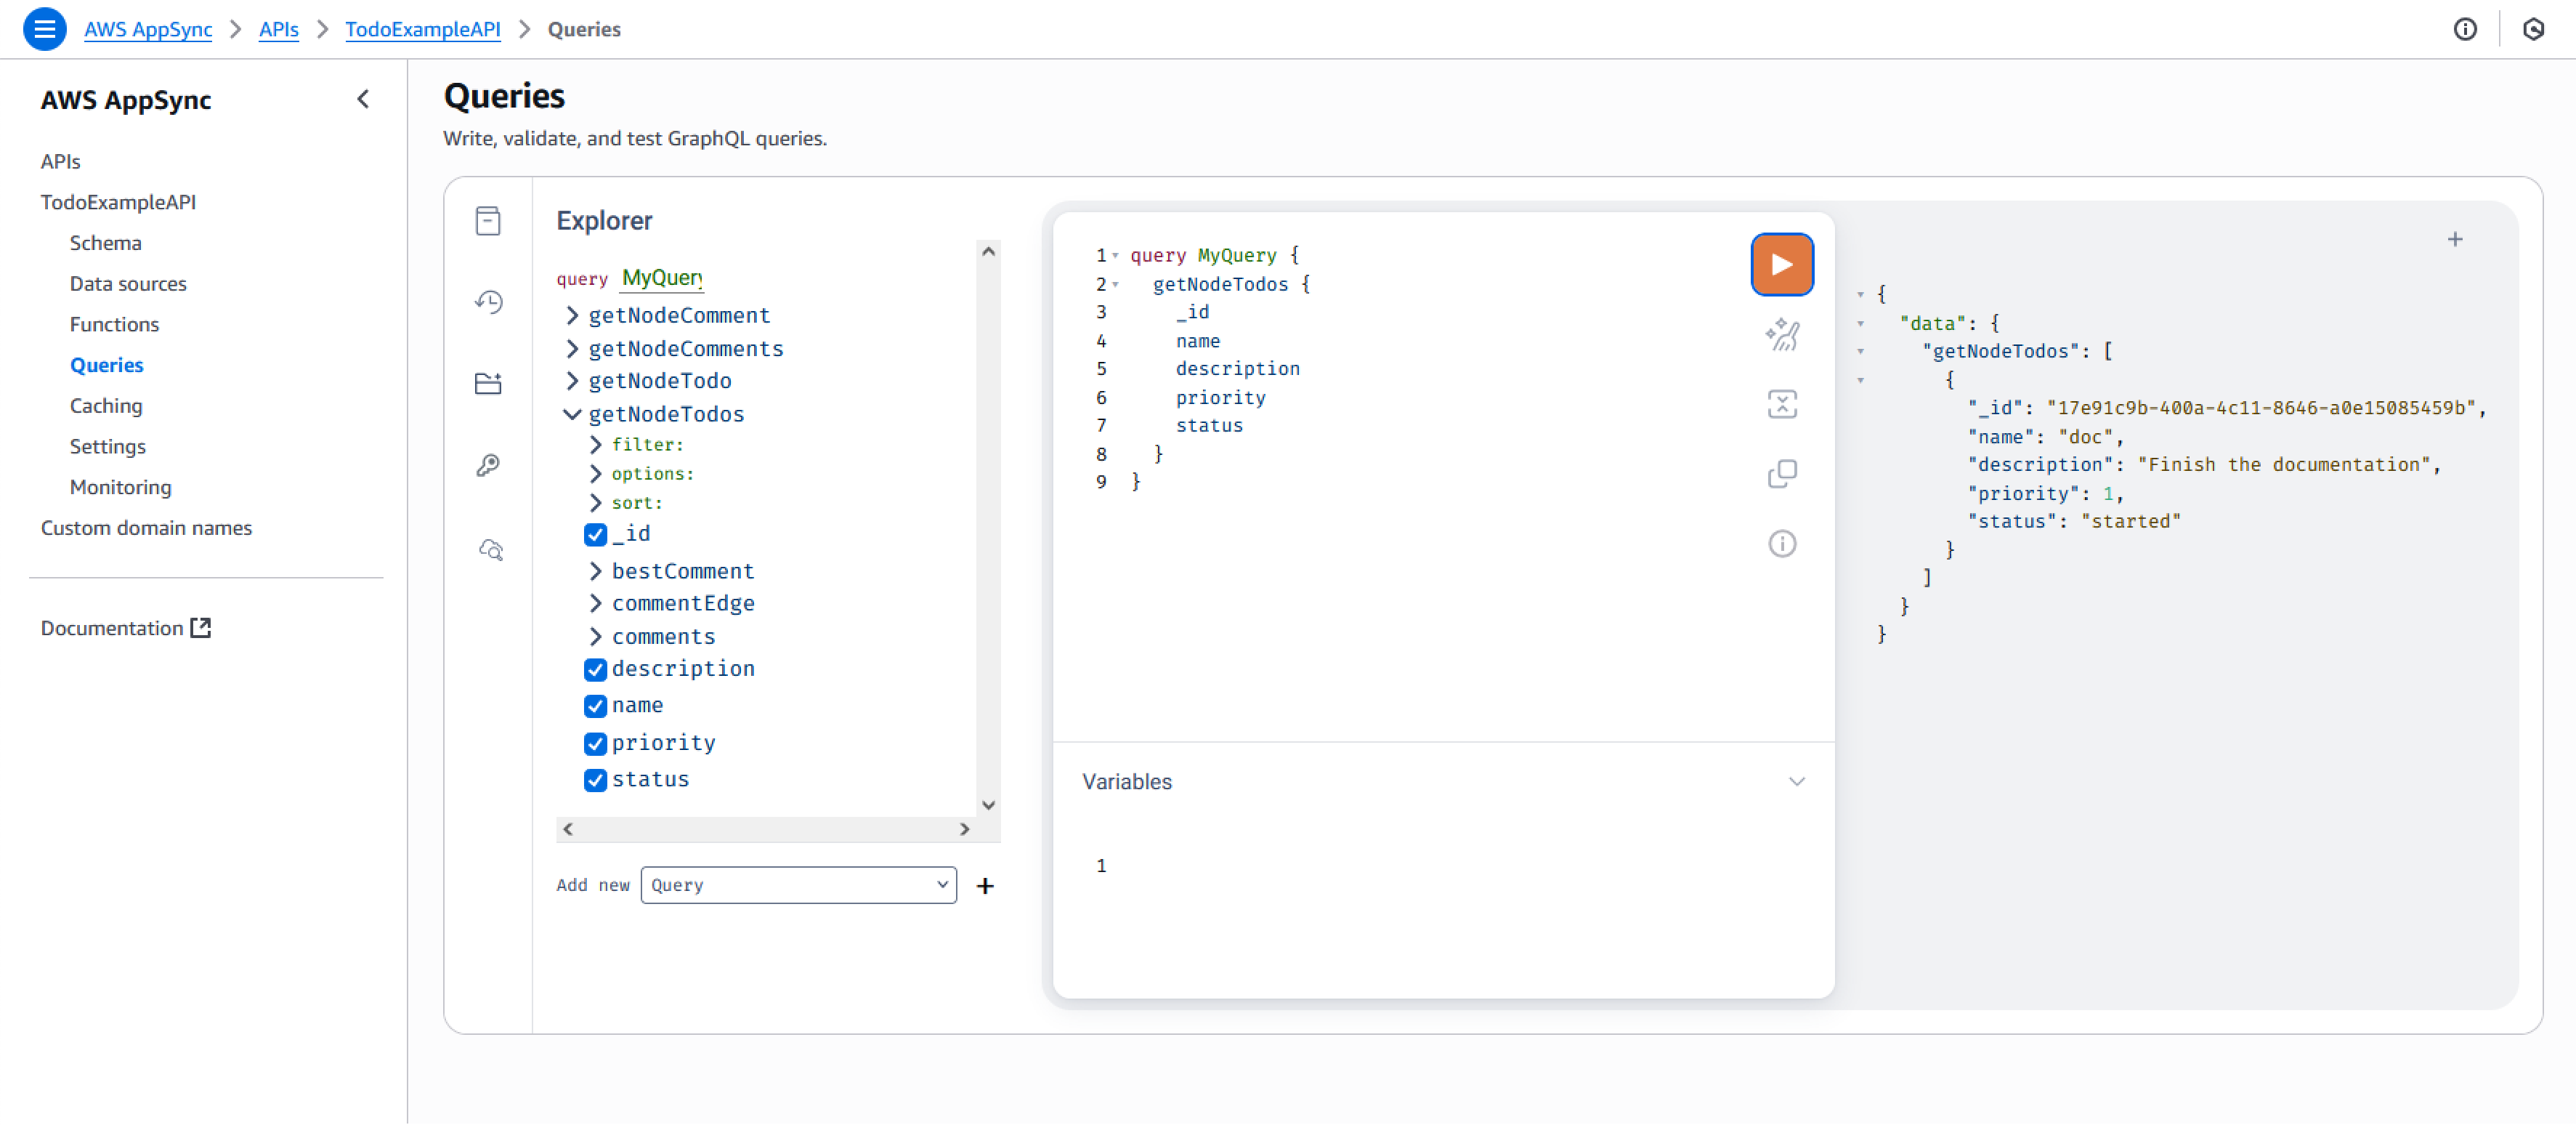 AWS AppSync > APIs > TodoExampleAPI > Queries
AWS AppSync
APIs
TodoExampleAPI
Schema
Data sources
Functions
Queries
Caching
Settings
Monitoring
Custom domain names
Documentation
Queries
Write, validate, and test GraphQL queries.
Explorer
query MyQuery
getNodeComment
getNodeComments
getNodeTodo
getNodeTodos
filter:
options:
sort:
_id
bestComment
commentEdge
comments
description
name
priority
status
Add new Query +
1 query MyQuery {
2 getNodeTodos {
3 _id
4 name
5 description
6 priority
7 status
8 }
9 }
Variables
1
+
{
"data": {
"getNodeTodos": [
{
"_id": "17e91c9b-400a-4c11-8646-a0e15085459b",
"name": "doc",
"description": "Finish the documentation",
"priority": 1,
"status": "started"
}
]
}
}